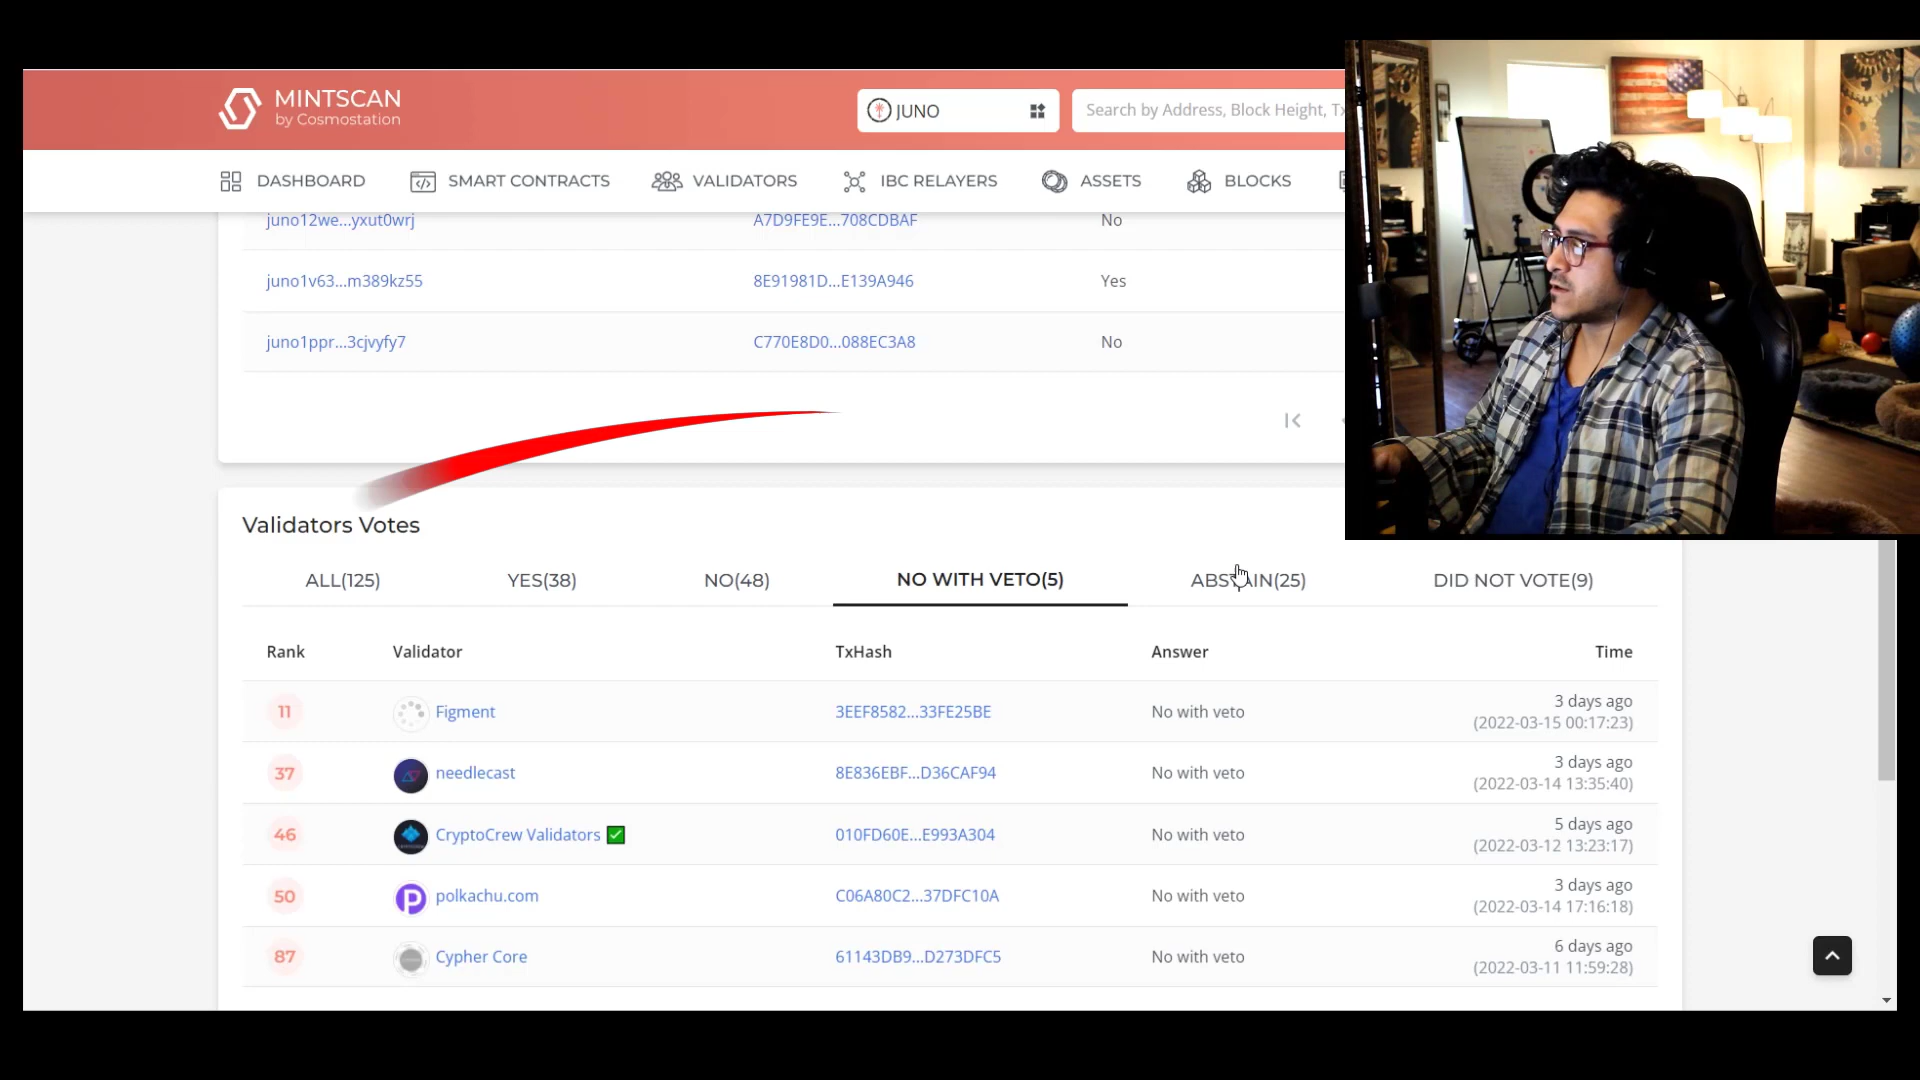 MINTSCAN
by Cosmostation
JUNO
Search by Address, Block Height, Tx
DASHBOARD
SMART CONTRACTS
VALIDATORS
IBC RELAYERS
ASSETS
BLOCKS
juno12we...yxut0wrj A7D9FE9E...708CDBAF No
juno1v63...m389kz55 8E91981D...E139A946 Yes
juno1ppr...3cjvyfy7 C770E8D0...088EC3A8 No
Validators Votes
ALL(125) YES(38) NO(48) NO WITH VETO(5) ABSTAIN(25) DID NOT VOTE(9)
Rank Validator TxHash Answer Time
11 Figment 3EEF8582...33FE25BE No with veto 3 days ago
(2022-03-15 00:17:23)
37 needlecast 8E836EBF...D36CAF94 No with veto 3 days ago
(2022-03-14 13:35:40)
46 CryptoCrew Validators ✅ 010FD60E...E993A304 No with veto 5 days ago
(2022-03-12 13:23:17)
50 polkachu.com C06A80C2...37DFC10A No with veto 3 days ago
(2022-03-14 17:16:18)
87 Cypher Core 61143DB9...D273DFC5 No with veto 6 days ago
(2022-03-11 11:59:28)